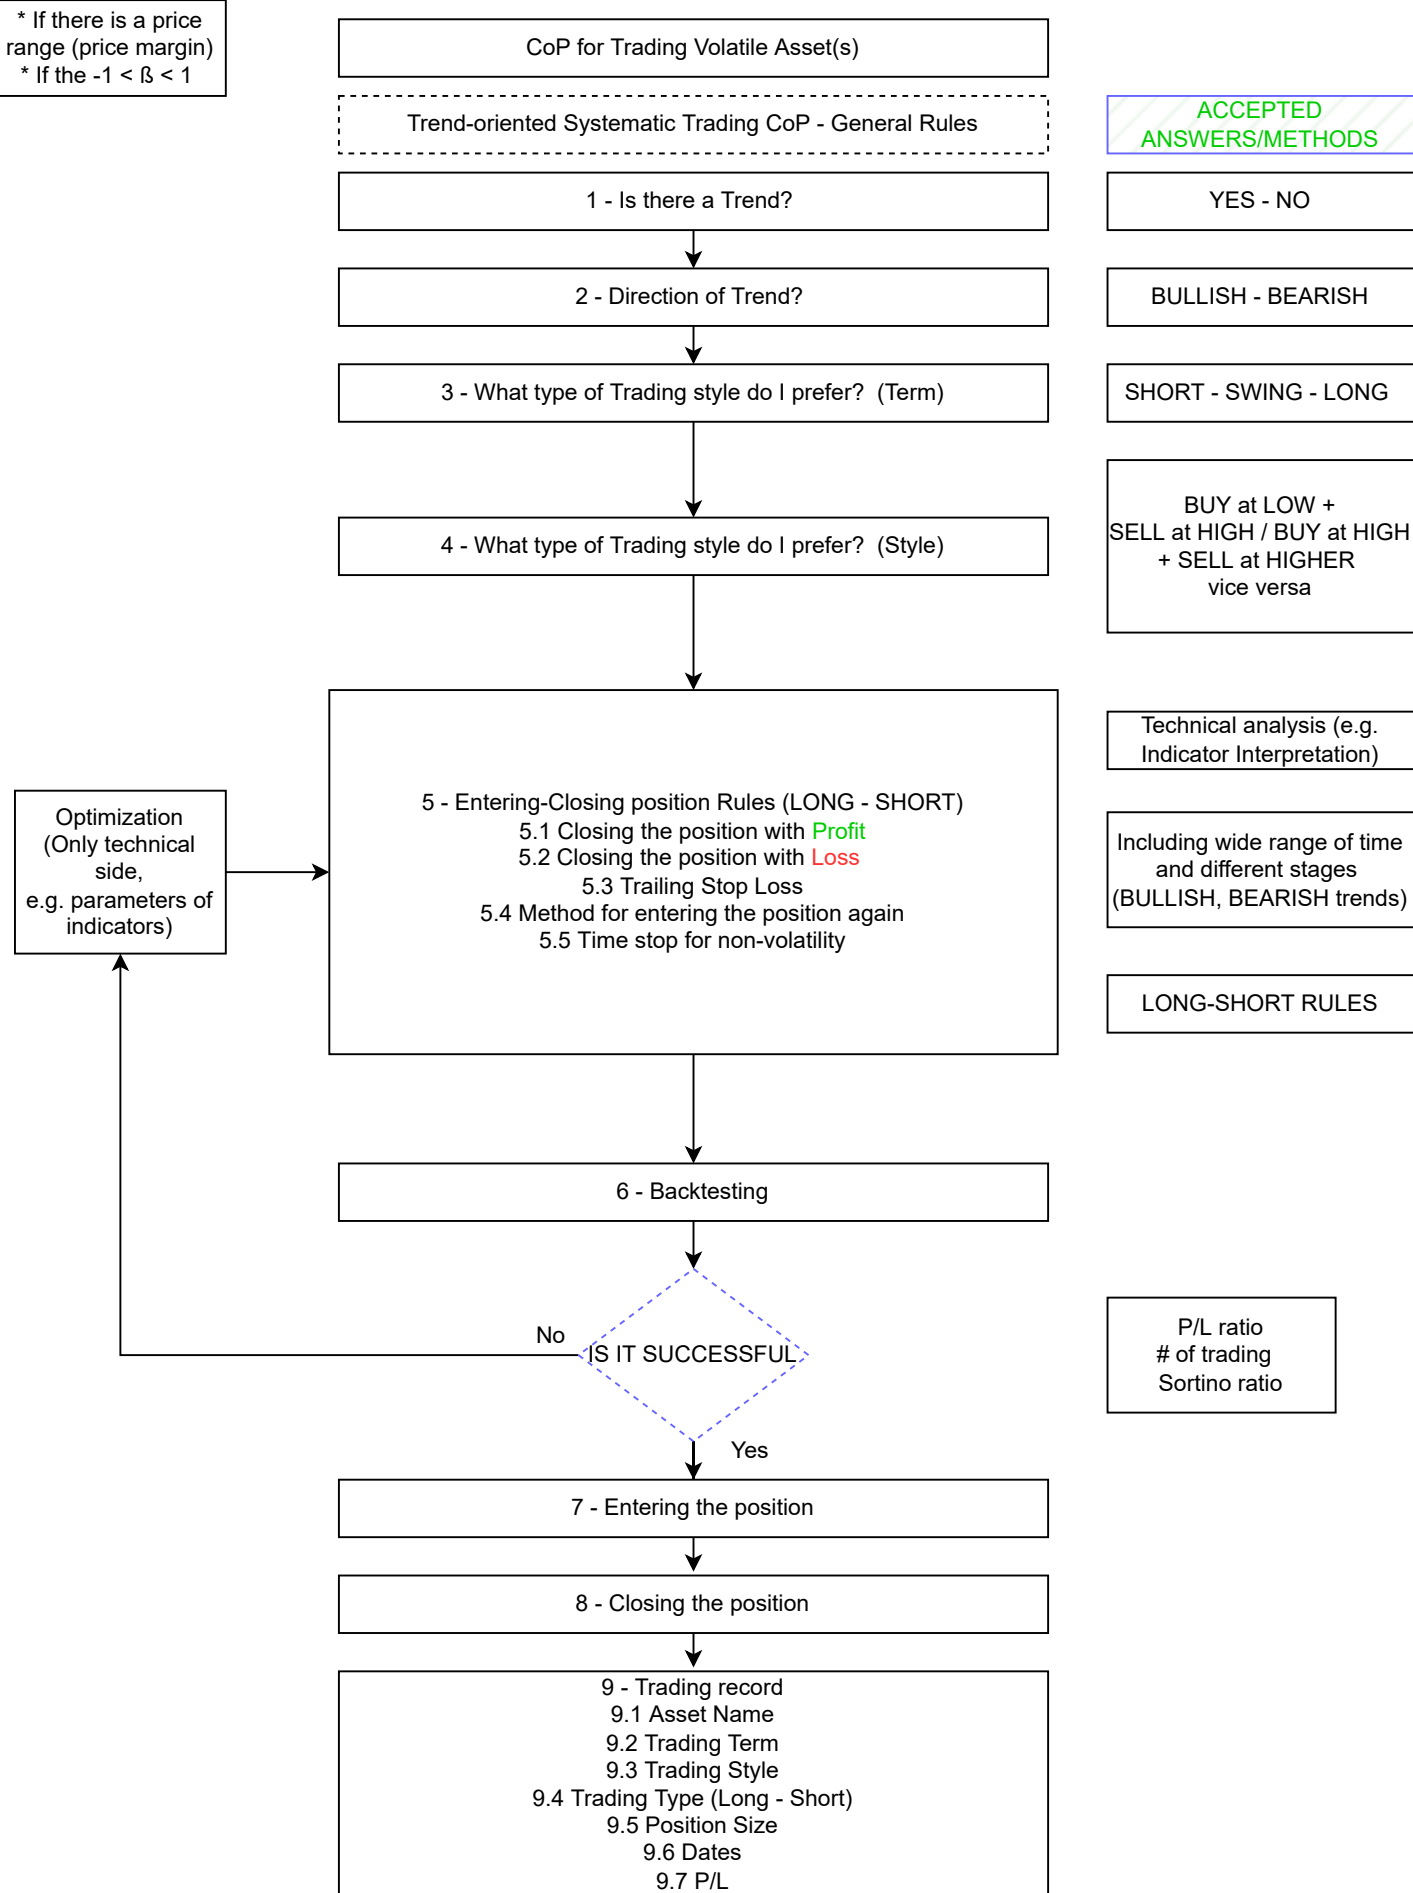 * If there is a price
range (price margin)
* If the -1 < ß < 1
CoP for Trading Volatile Asset(s)
Trend-oriented Systematic Trading CoP - General Rules
ACCEPTED
ANSWERS/METHODS
1 - Is there a Trend?
YES - NO
2 - Direction of Trend?
BULLISH - BEARISH
3 - What type of Trading style do I prefer?  (Term)
SHORT - SWING - LONG
4 - What type of Trading style do I prefer?  (Style)
BUY at LOW +
SELL at HIGH / BUY at HIGH
+ SELL at HIGHER
vice versa
5 - Entering-Closing position Rules (LONG - SHORT)
5.1 Closing the position with Profit
5.2 Closing the position with Loss
5.3 Trailing Stop Loss
5.4 Method for entering the position again
5.5 Time stop for non-volatility
Technical analysis (e.g.
Indicator Interpretation)
Including wide range of time
and different stages
(BULLISH, BEARISH trends)
LONG-SHORT RULES
Optimization
(Only technical
side,
e.g. parameters of
indicators)
6 - Backtesting
No
IS IT SUCCESSFUL
Yes
P/L ratio
# of trading
Sortino ratio
7 - Entering the position
8 - Closing the position
9 - Trading record
9.1 Asset Name
9.2 Trading Term
9.3 Trading Style
9.4 Trading Type (Long - Short)
9.5 Position Size
9.6 Dates
9.7 P/L